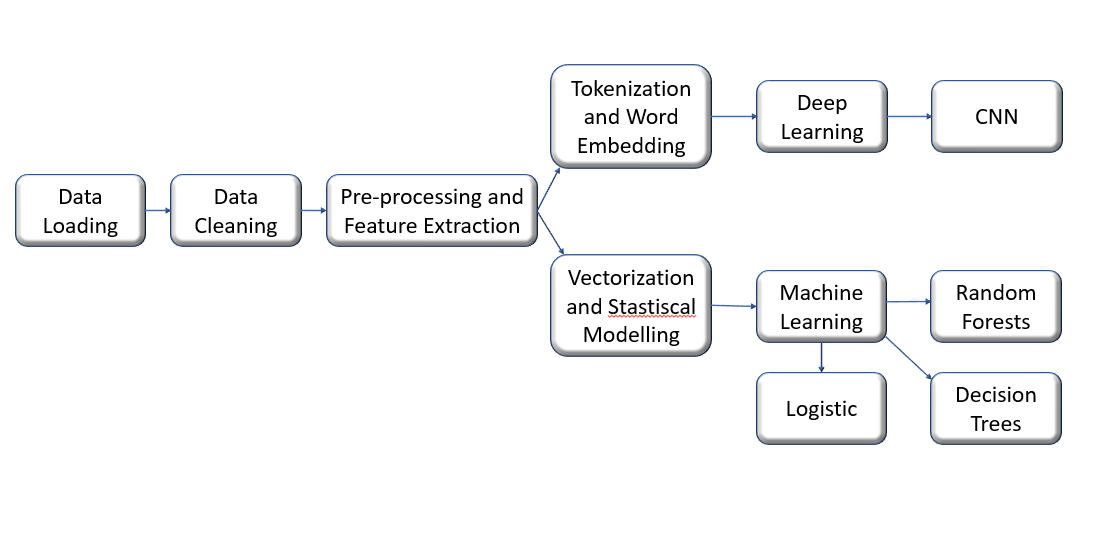 Data
Loading
Data
Cleaning
Pre-processing and
Feature Extraction
Tokenization
and Word
Embedding
Deep
Learning
CNN
Vectorization
and Stastiscal
Modelling
Machine
Learning
Random
Forests
Logistic
Decision
Trees